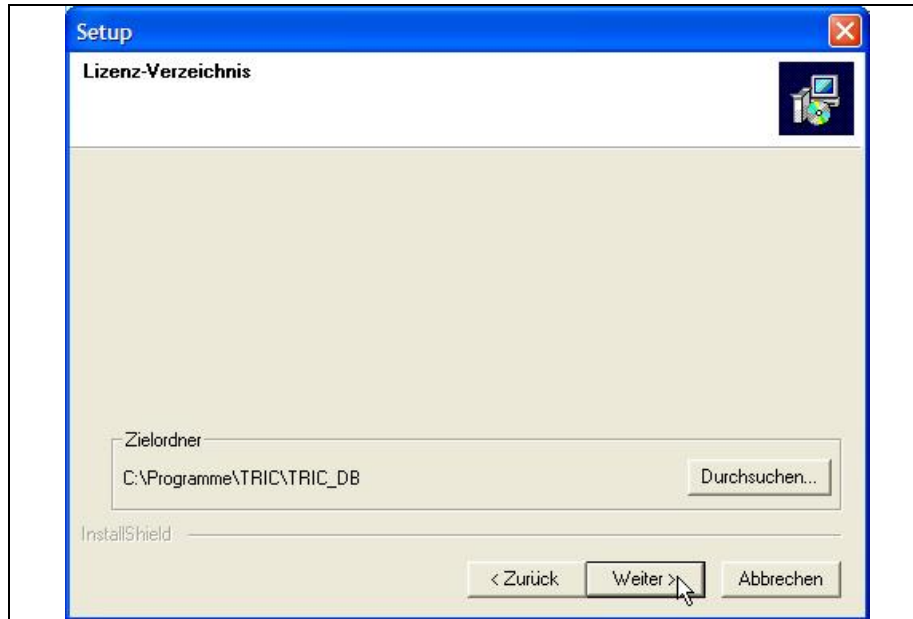 Setup
Lizenz-Verzeichnis
Zielordner
C:\Programme\TRIC\TRIC_DB
Durchsuchen...
InstallShield
< Zurück
Weiter >
Abbrechen